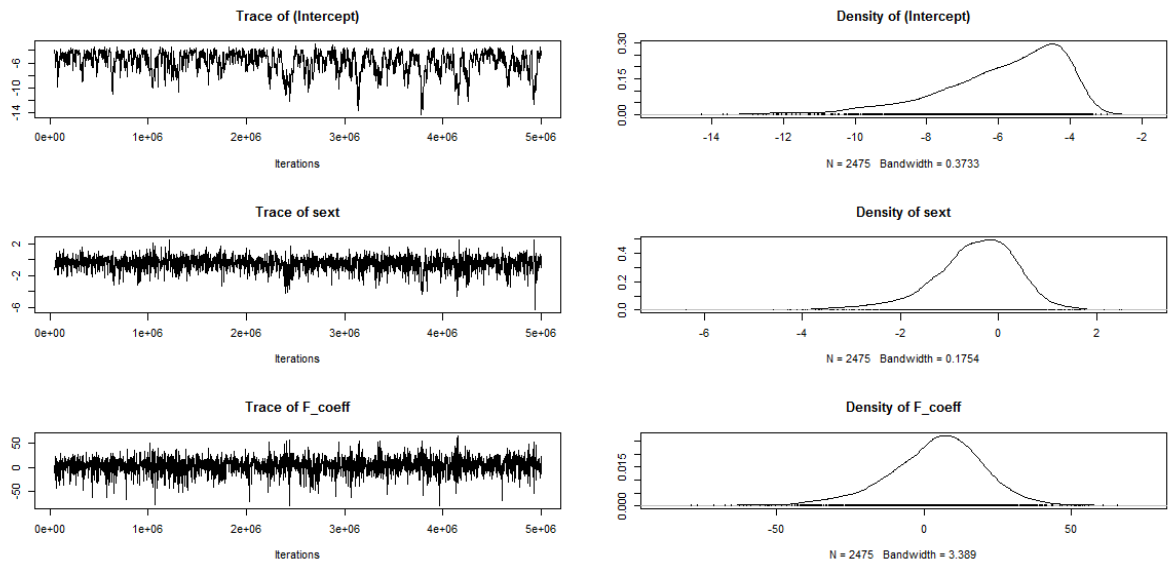 Trace of (Intercept)
-14 -10 -6
0e+00 1e+06 2e+06 3e+06 4e+06 5e+06
Iterations
Density of (Intercept)
0.00 0.15 0.30
-14 -12 -10 -8 -6 -4 -2
N = 2475 Bandwidth = 0.3733
Trace of sext
-6 -2 2
0e+00 1e+06 2e+06 3e+06 4e+06 5e+06
Iterations
Density of sext
0.0 0.2 0.4
-6 -4 -2 0 2
N = 2475 Bandwidth = 0.1754
Trace of F_coeff
-50 0 50
0e+00 1e+06 2e+06 3e+06 4e+06 5e+06
Iterations
Density of F_coeff
0.000 0.015
-50 0 50
N = 2475 Bandwidth = 3.389